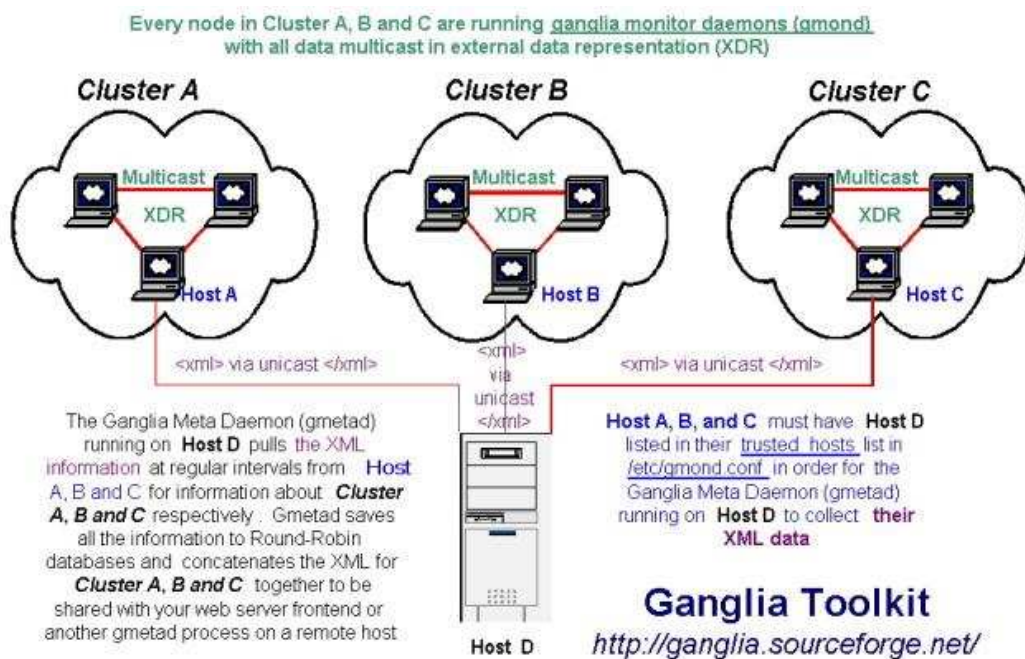 Every node in Cluster A, B and C are running ganglia monitor daemons (gmond)
with all data multicast in external data representation (XDR)
Cluster A
Cluster B
Cluster C
Multicast
XDR
Host A
Multicast
XDR
Host B
Multicast
XDR
Host C
<xml> via unicast </xml>
<xml>
via
unicast
</xml>
<xml> via unicast </xml>
The Ganglia Meta Daemon (gmetad)
running on Host D pulls the XML
information at regular intervals from Host
A, B and C for information about Cluster
A, B and C respectively. Gmetad saves
all the information to Round-Robin
databases and concatenates the XML for
Cluster A, B and C together to be
shared with your web server frontend or
another gmetad process on a remote host
Host D
Host A, B, and C must have Host D
listed in their trusted_hosts list in
/etc/gmond.conf in order for the
Ganglia Meta Daemon (gmetad)
running on Host D to collect their
XML data
Ganglia Toolkit
http://ganglia.sourceforge.net/